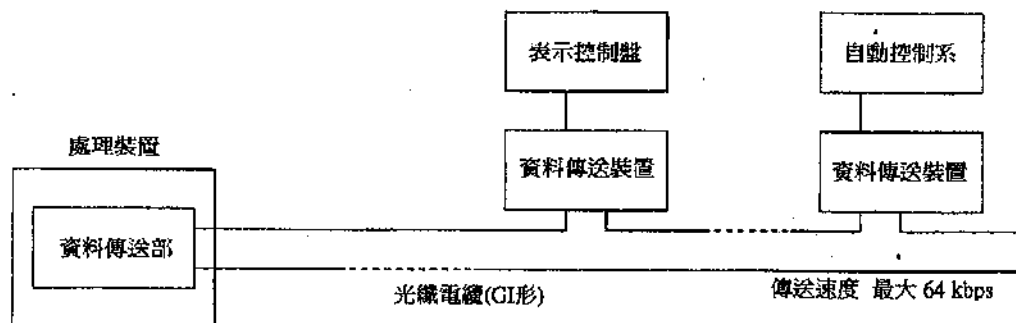 表示控制盤
自動控制系
處理裝置
資料傳送裝置
資料傳送裝置
資料傳送部
光纖電纜(GI形)
傳送速度 最大 64 kbps